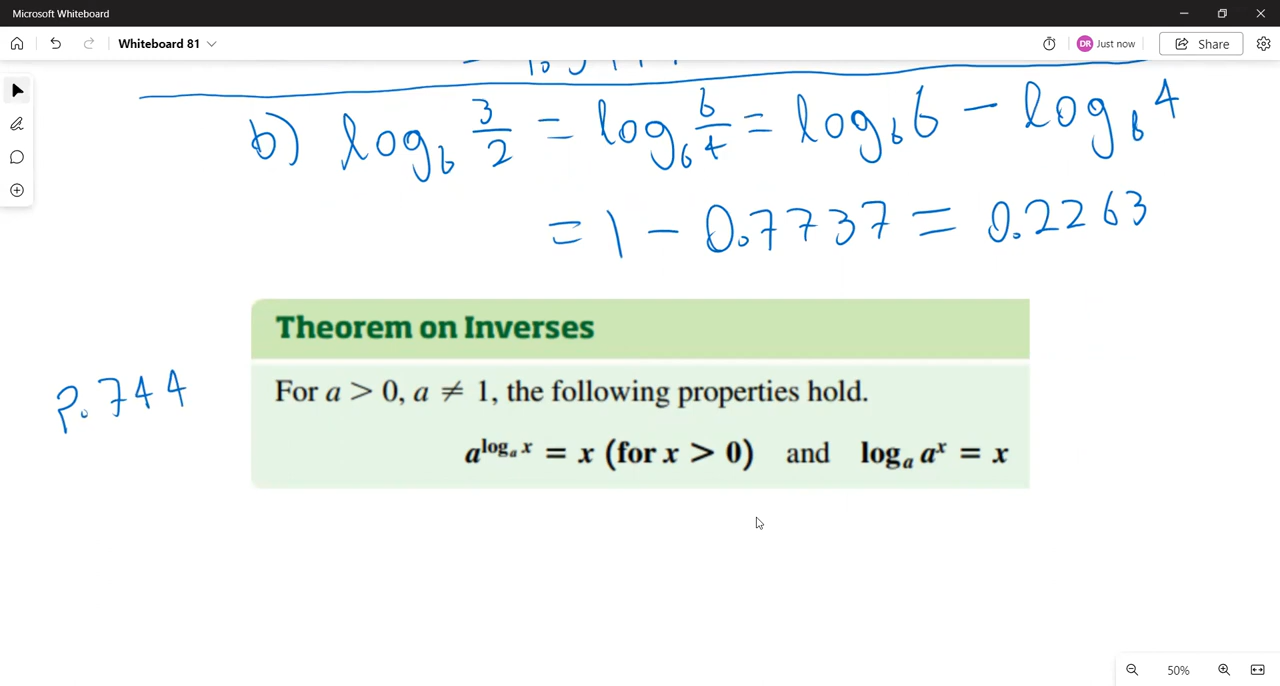 Microsoft Whiteboard
Whiteboard 81
DR Just now Share
b) log₆ 3/2 = log₆ 6/4 = log₆ 6 − log₆ 4
= 1 − 0.7737 = 0.2263
Theorem on Inverses
P.744
For a > 0, a ≠ 1, the following properties hold.
a^(logₐ x) = x (for x > 0) and logₐ aˣ = x
50%